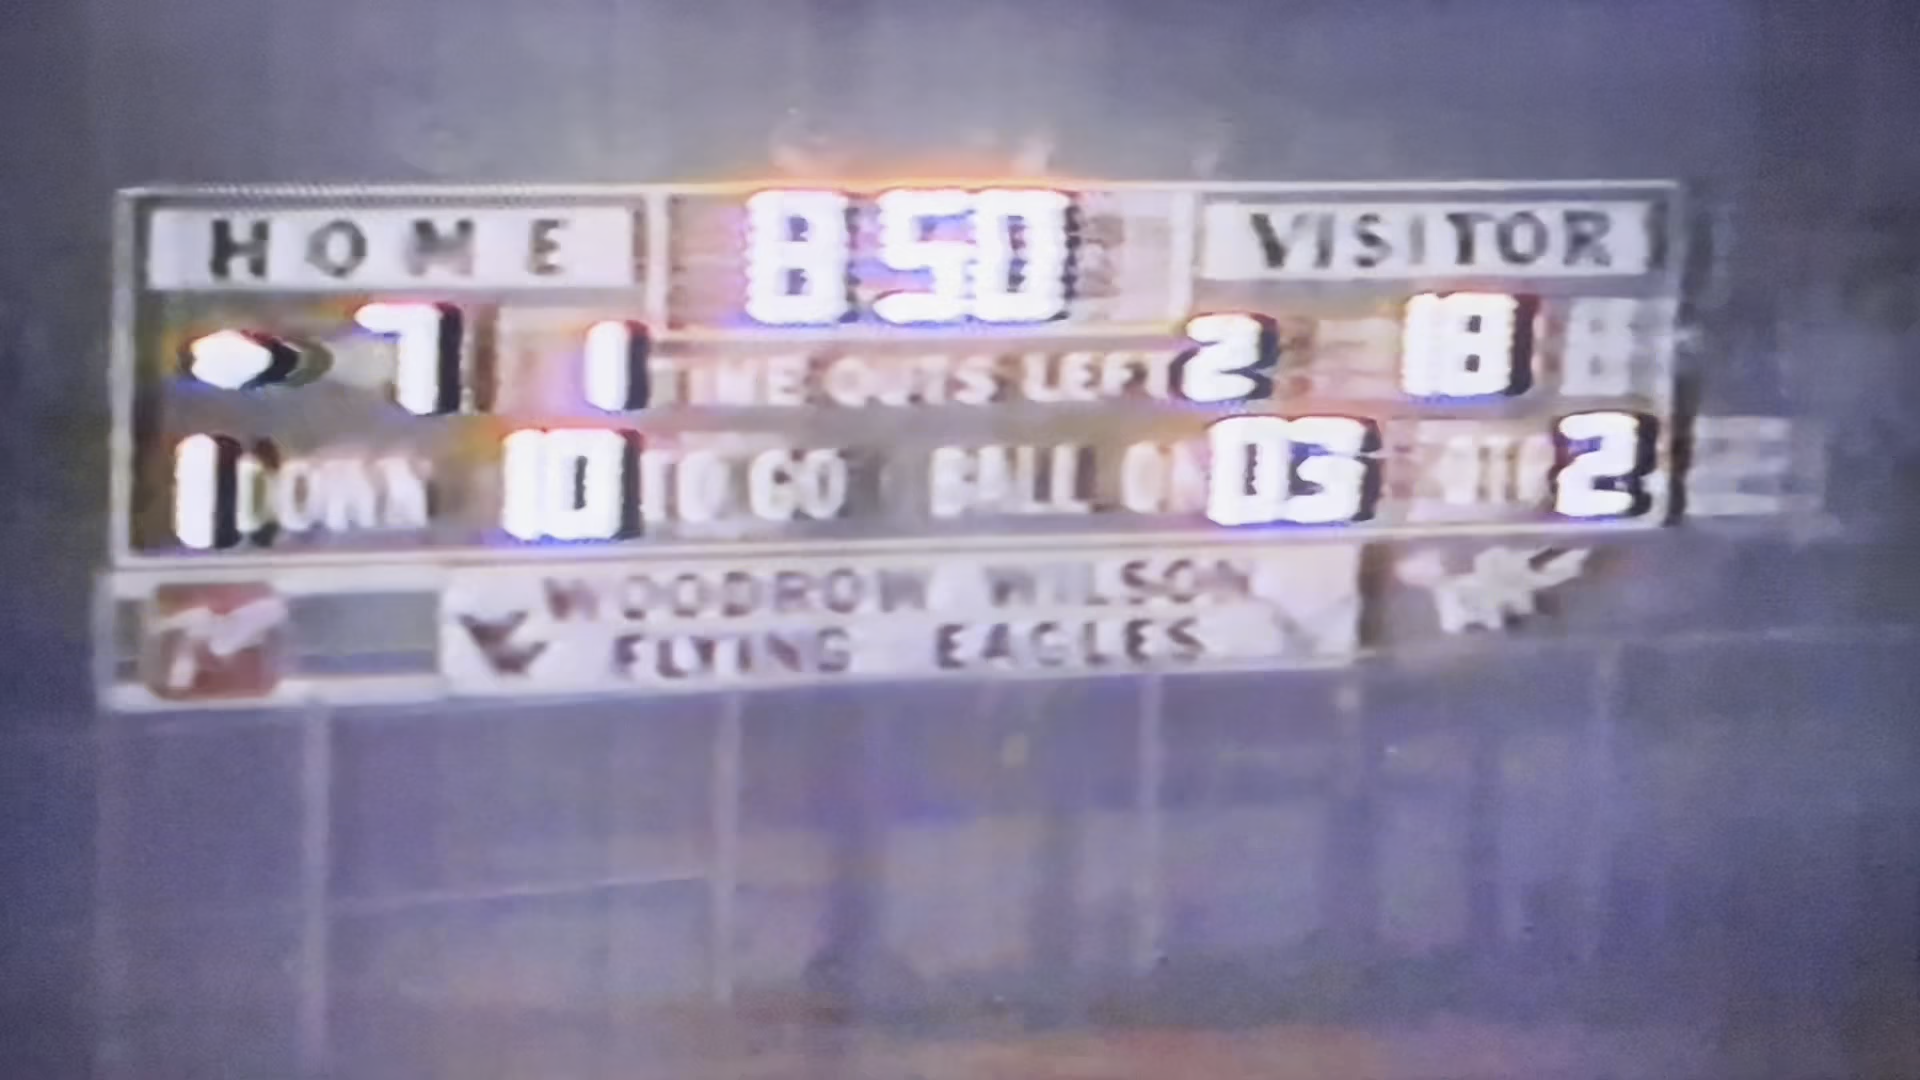 HOME 8 50 VISITOR
7 1 TIME OUTS LEFT 2 18
1 DOWN 10 TO GO BALL ON 05 QTR 2
WOODROW WILSON
FLYING EAGLES